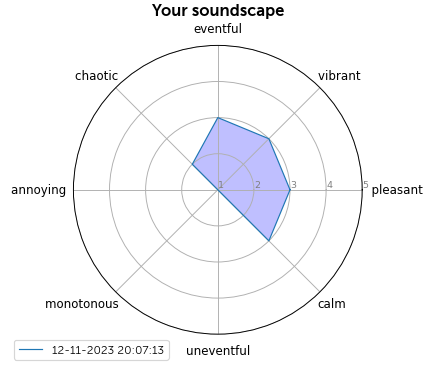 Your soundscape
eventful
chaotic
vibrant
annoying
1 2 3 4 5
pleasant
monotonous
calm
12-11-2023 20:07:13
uneventful